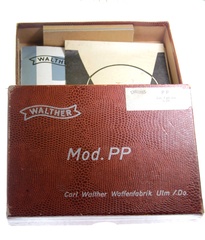 WALTHER
WALTHER
Mod. PP
Carl Walther Waffenfabrik Ulm /Do